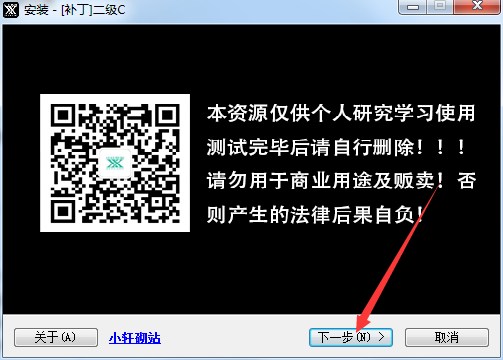 安装 - [补丁]二级C
本资源仅供个人研究学习使用
测试完毕后请自行删除！！！
请勿用于商业用途及贩卖！否
则产生的法律后果自负！
关于(A)
小轩砌站
下一步(N) >
取消